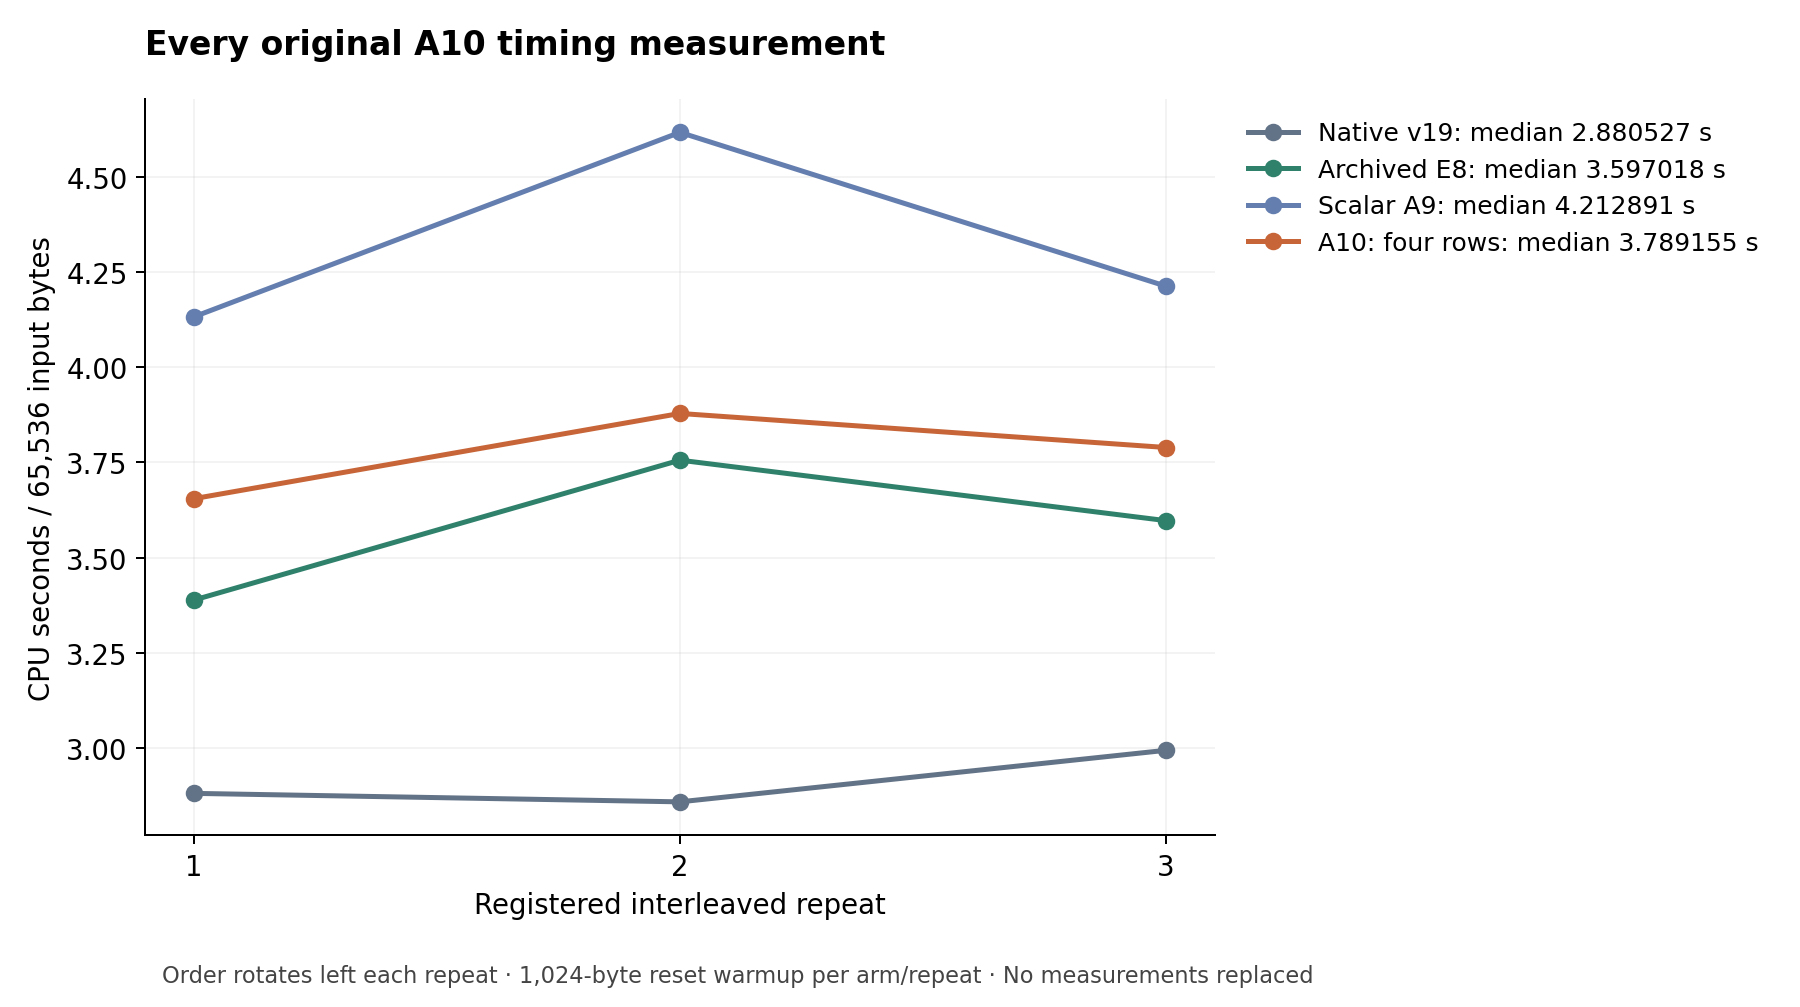 Every original A10 timing measurement
CPU seconds / 65,536 input bytes
4.50
4.25
4.00
3.75
3.50
3.25
3.00
1
2
3
Registered interleaved repeat
Native v19: median 2.880527 s
Archived E8: median 3.597018 s
Scalar A9: median 4.212891 s
A10: four rows: median 3.789155 s
Order rotates left each repeat · 1,024-byte reset warmup per arm/repeat · No measurements replaced